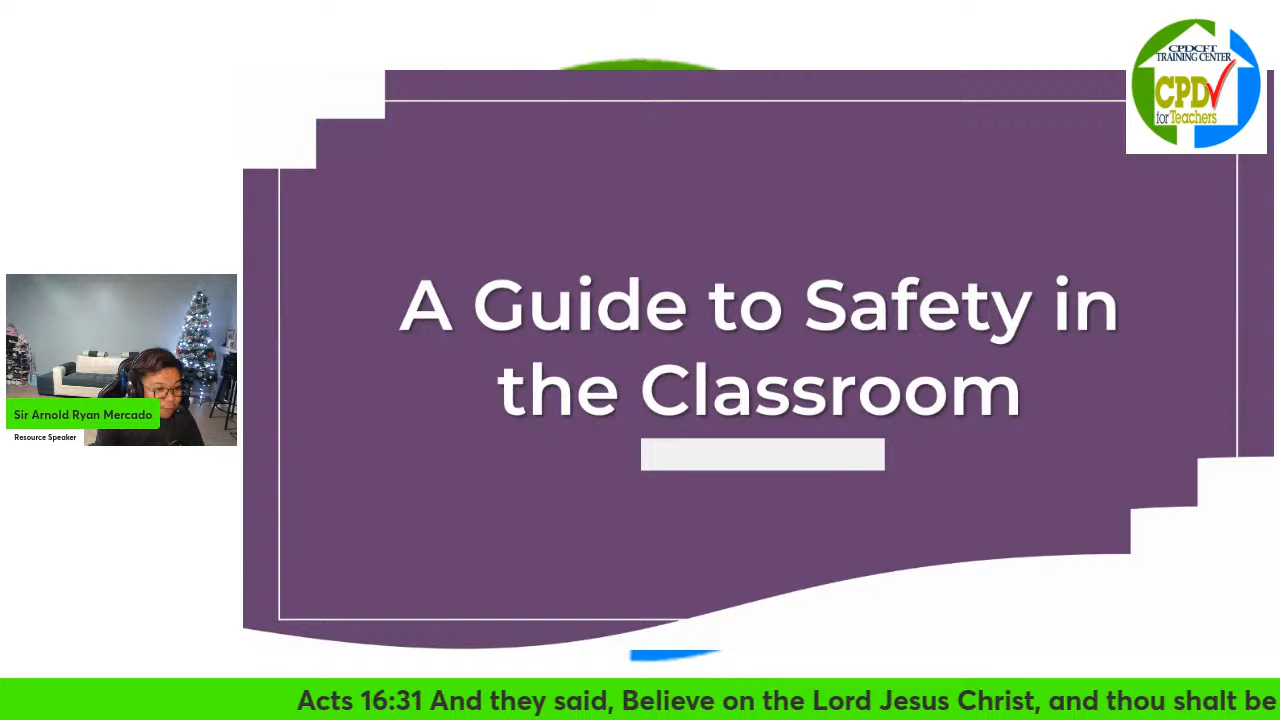 CPDCFT
TRAINING CENTER
CPD
for Teachers
A Guide to Safety in
the Classroom
Sir Arnold Ryan Mercado
Resource Speaker
Acts 16:31 And they said, Believe on the Lord Jesus Christ, and thou shalt be